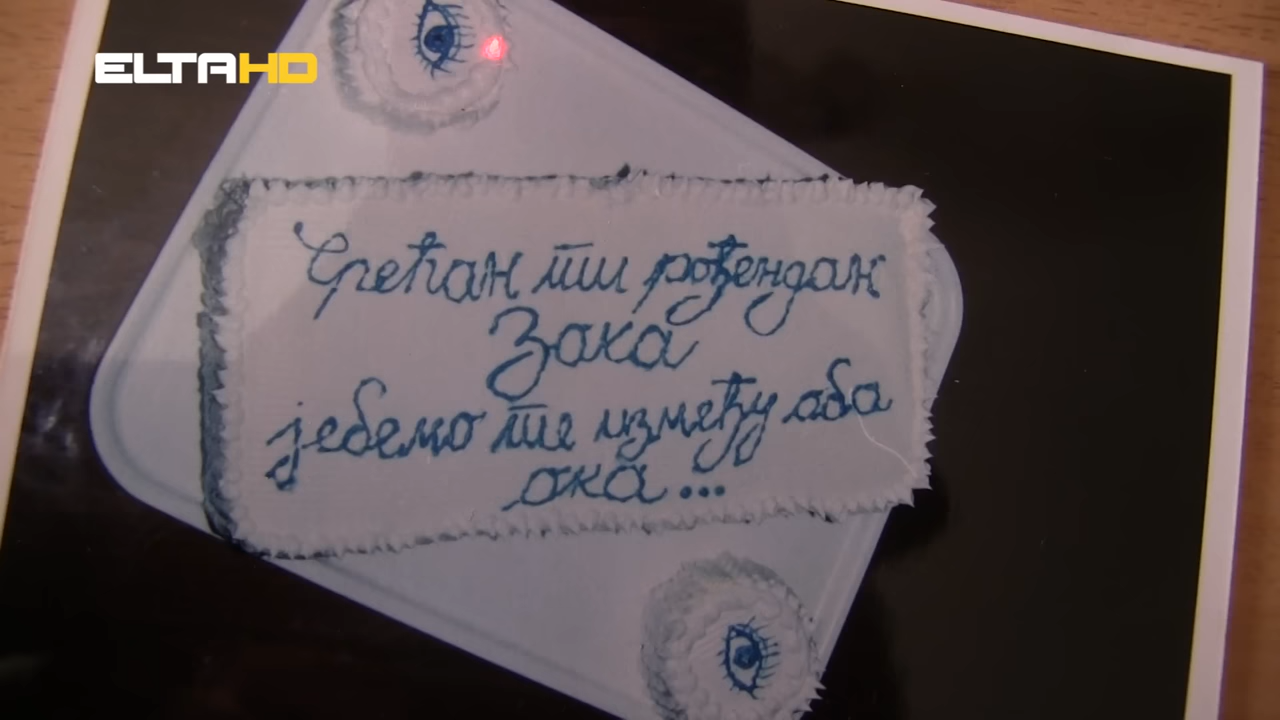 ELTAHD
Срећан ти рођендан
Зака
јебемо те између оба
ока...